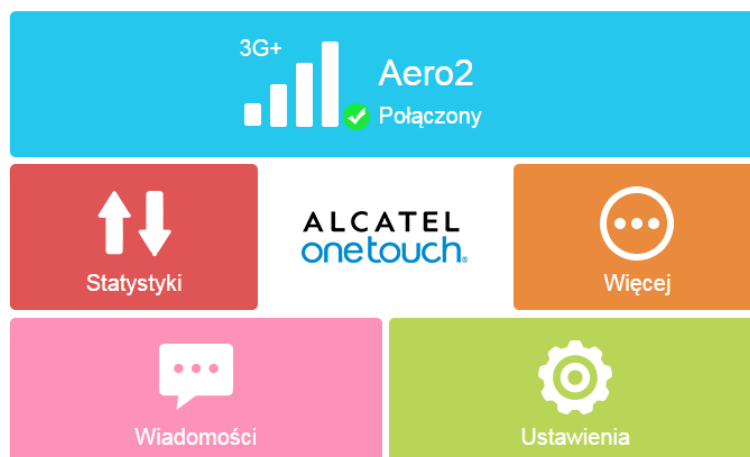 3G+
Aero2
Połączony
Statystyki
ALCATEL
onetouch.
Więcej
Wiadomości
Ustawienia